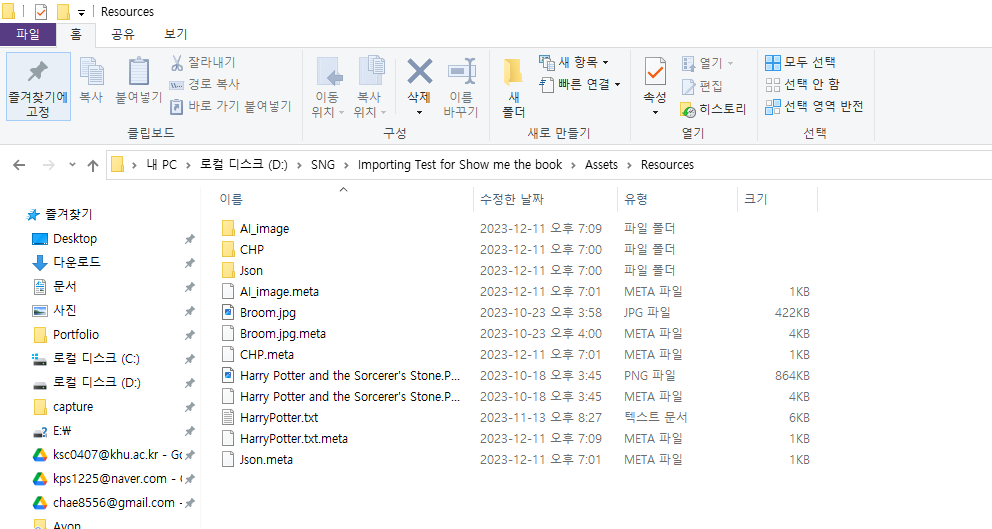 Resources
파일 홈 공유 보기
즐겨찾기에 고정
복사
붙여넣기
잘라내기
경로 복사
바로 가기 붙여넣기
클립보드
이동 위치
복사 위치
삭제
이름 바꾸기
구성
새 폴더
새 항목
빠른 연결
새로 만들기
속성
열기
편집
히스토리
열기
모두 선택
선택 안 함
선택 영역 반전
선택
내 PC > 로컬 디스크 (D:) > SNG > Importing Test for Show me the book > Assets > Resources
즐겨찾기
Desktop
다운로드
문서
사진
Portfolio
로컬 디스크 (C:)
로컬 디스크 (D:)
capture
E:\
ksc0407@khu.ac.kr - Go
kps1225@naver.com -
chae8556@gmail.com -
Avon
이름 수정한 날짜 유형 크기
AI_image 2023-12-11 오후 7:09 파일 폴더
CHP 2023-12-11 오후 7:00 파일 폴더
Json 2023-12-11 오후 7:00 파일 폴더
AI_image.meta 2023-12-11 오후 7:01 META 파일 1KB
Broom.jpg 2023-10-23 오후 3:58 JPG 파일 422KB
Broom.jpg.meta 2023-10-23 오후 4:00 META 파일 4KB
CHP.meta 2023-12-11 오후 7:01 META 파일 1KB
Harry Potter and the Sorcerer's Stone.P... 2023-10-18 오후 3:45 PNG 파일 864KB
Harry Potter and the Sorcerer's Stone.P... 2023-10-18 오후 3:45 META 파일 4KB
HarryPotter.txt 2023-11-13 오후 8:27 텍스트 문서 6KB
HarryPotter.txt.meta 2023-12-11 오후 7:09 META 파일 1KB
Json.meta 2023-12-11 오후 7:01 META 파일 1KB